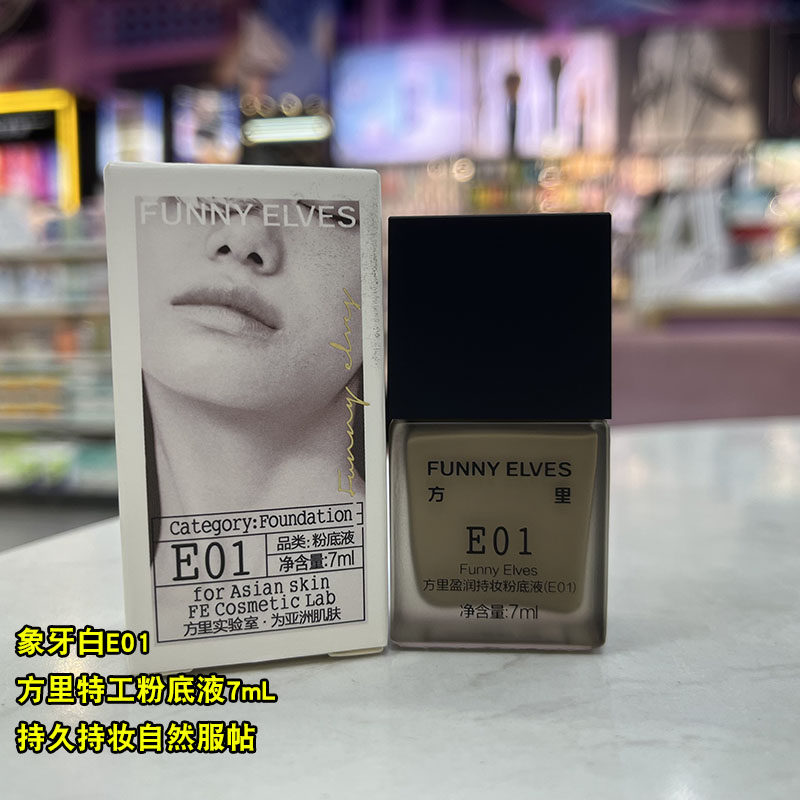 FUNNY ELVES
Funny elves
Category:Foundation
E01
品类:粉底液
净含量:7ml
for Asian skin
FE Cosmetic Lab
方里实验室·为亚洲肌肤
FUNNY ELVES
方 里
E01
Funny Elves
方里盈润持妆粉底液(E01)
净含量:7ml
象牙白E01
方里特工粉底液7mL
持久持妆自然服帖